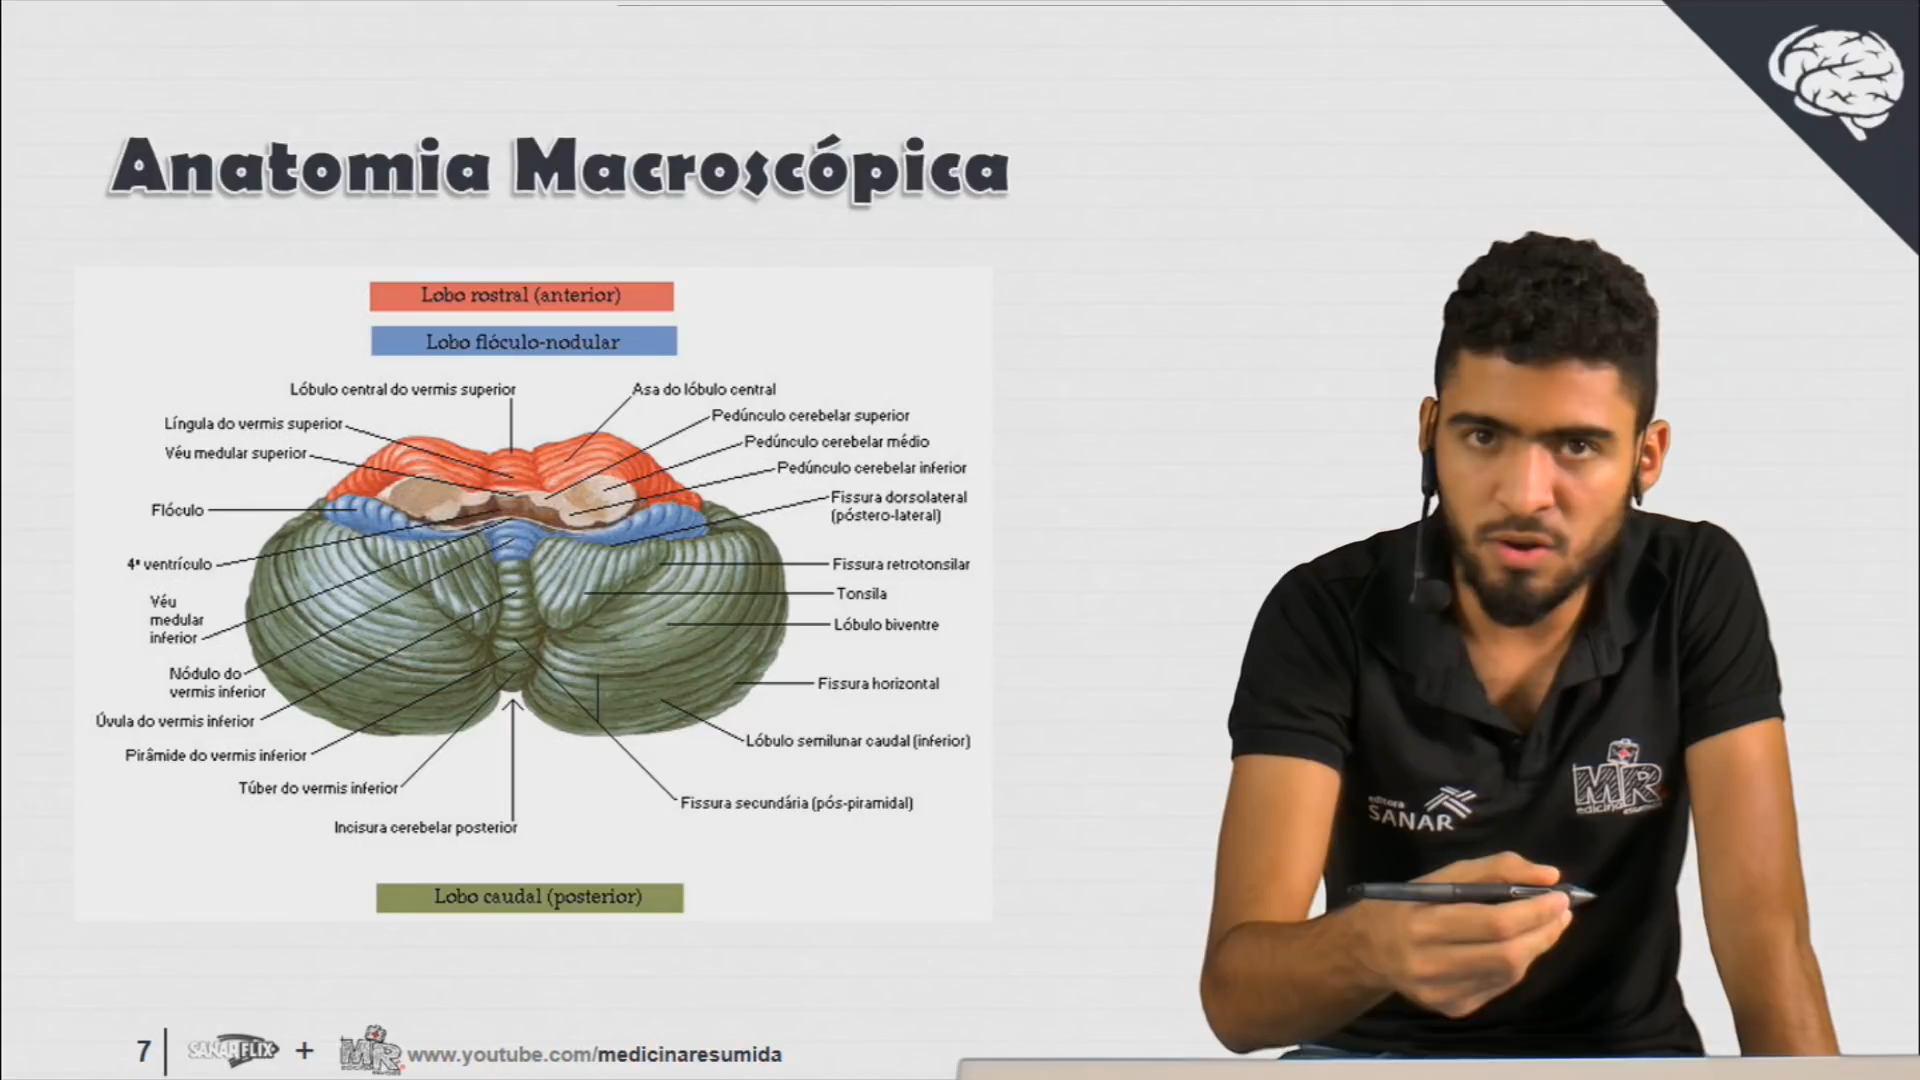 Anatomia Macroscópica
Lobo rostral (anterior)
Lobo flóculo-nodular
Lóbulo central do vermis superior
Asa do lóbulo central
Língula do vermis superior
Pedúnculo cerebelar superior
Véu medular superior
Pedúnculo cerebelar médio
Pedúnculo cerebelar inferior
Flóculo
Fissura dorsolateral
(póstero-lateral)
4º ventrículo
Fissura retrotonsilar
Véu
medular
inferior
Tonsila
Lóbulo biventre
Nódulo do
vermis inferior
Fissura horizontal
Úvula do vermis inferior
Lóbulo semilunar caudal (inferior)
Pirâmide do vermis inferior
Túber do vermis inferior
Fissura secundária (pós-piramidal)
Incisura cerebelar posterior
Lobo caudal (posterior)
editora
SANAR
MR
7
SANARFLIX
+
MR
www.youtube.com/medicinaresumida